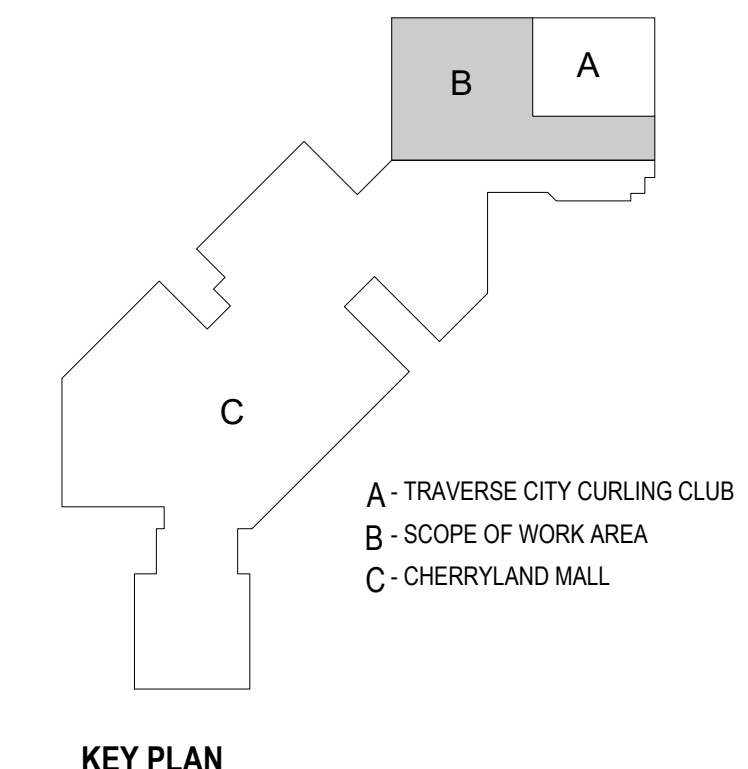 B
A
C
A - TRAVERSE CITY CURLING CLUB
B - SCOPE OF WORK AREA
C - CHERRYLAND MALL
KEY PLAN